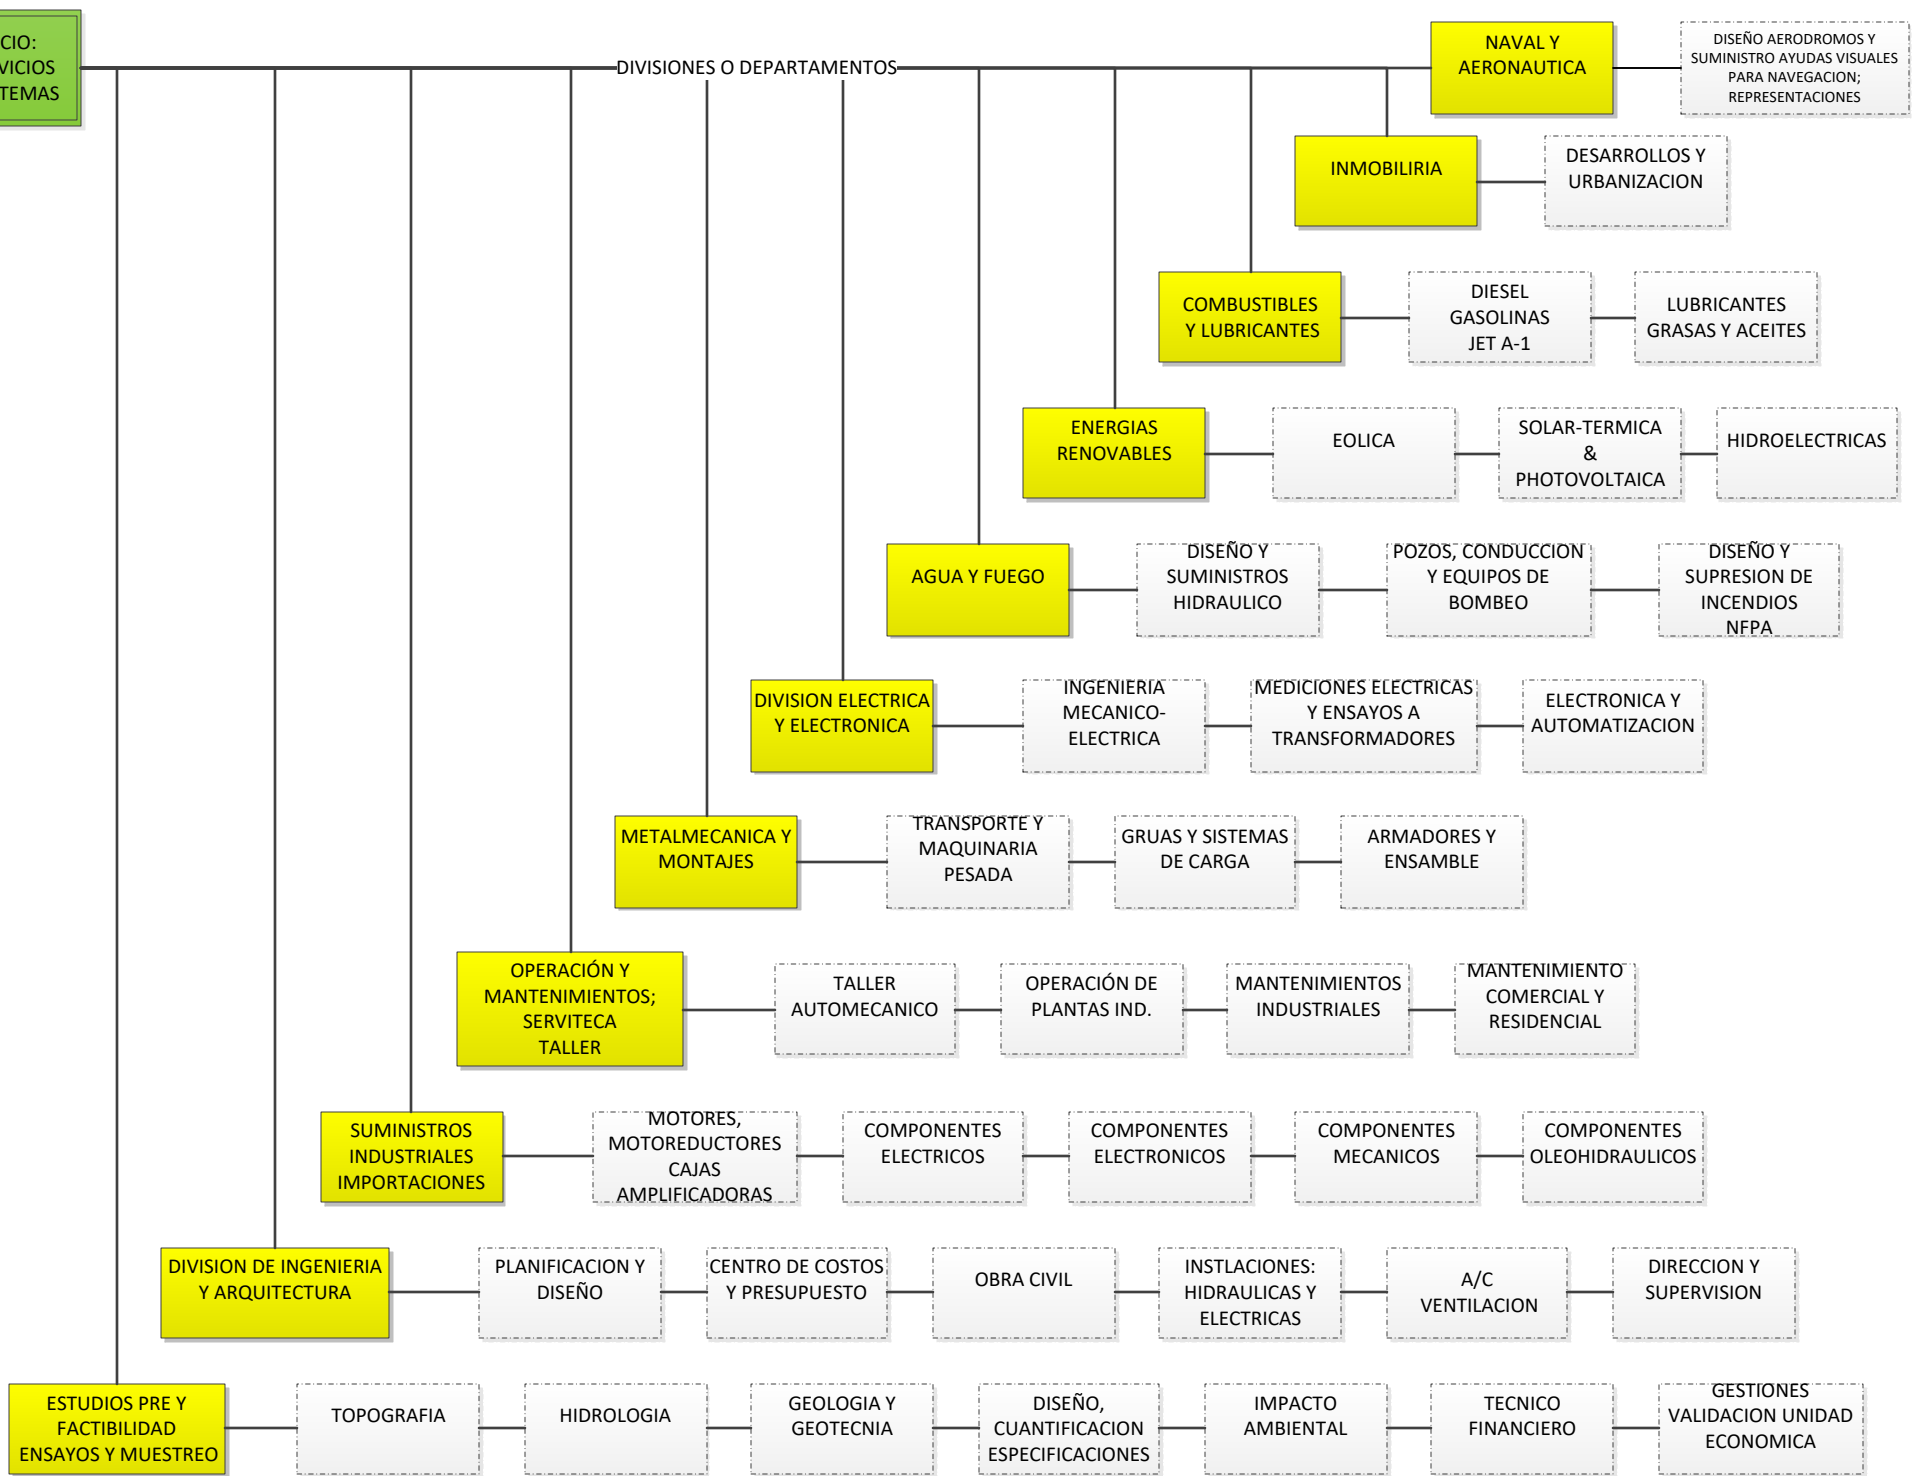 CIO:
VICIOS
TEMAS
DIVISIONES O DEPARTAMENTOS
NAVAL Y
AERONAUTICA
DISEÑO AERODROMOS Y
SUMINISTRO AYUDAS VISUALES
PARA NAVEGACION;
REPRESENTACIONES
INMOBILIRIA
DESARROLLOS Y
URBANIZACION
COMBUSTIBLES
Y LUBRICANTES
DIESEL
GASOLINAS
JET A-1
LUBRICANTES
GRASAS Y ACEITES
ENERGIAS
RENOVABLES
EOLICA
SOLAR-TERMICA
&
PHOTOVOLTAICA
HIDROELECTRICAS
AGUA Y FUEGO
DISEÑO Y
SUMINISTROS
HIDRAULICO
POZOS, CONDUCCION
Y EQUIPOS DE
BOMBEO
DISEÑO Y
SUPRESION DE
INCENDIOS
NFPA
DIVISION ELECTRICA
Y ELECTRONICA
INGENIERIA
MECANICO-
ELECTRICA
MEDICIONES ELECTRICAS
Y ENSAYOS A
TRANSFORMADORES
ELECTRONICA Y
AUTOMATIZACION
METALMECANICA Y
MONTAJES
TRANSPORTE Y
MAQUINARIA
PESADA
GRUAS Y SISTEMAS
DE CARGA
ARMADORES Y
ENSAMBLE
OPERACIÓN Y
MANTENIMIENTOS;
SERVITECA
TALLER
TALLER
AUTOMECANICO
OPERACIÓN DE
PLANTAS IND.
MANTENIMIENTOS
INDUSTRIALES
MANTENIMIENTO
COMERCIAL Y
RESIDENCIAL
SUMINISTROS
INDUSTRIALES
IMPORTACIONES
MOTORES,
MOTOREDUCTORES
CAJAS
AMPLIFICADORAS
COMPONENTES
ELECTRICOS
COMPONENTES
ELECTRONICOS
COMPONENTES
MECANICOS
COMPONENTES
OLEOHIDRAULICOS
DIVISION DE INGENIERIA
Y ARQUITECTURA
PLANIFICACION Y
DISEÑO
CENTRO DE COSTOS
Y PRESUPUESTO
OBRA CIVIL
INSTLACIONES:
HIDRAULICAS Y
ELECTRICAS
A/C
VENTILACION
DIRECCION Y
SUPERVISION
ESTUDIOS PRE Y
FACTIBILIDAD
ENSAYOS Y MUESTREO
TOPOGRAFIA
HIDROLOGIA
GEOLOGIA Y
GEOTECNIA
DISEÑO,
CUANTIFICACION
ESPECIFICACIONES
IMPACTO
AMBIENTAL
TECNICO
FINANCIERO
GESTIONES
VALIDACION UNIDAD
ECONOMICA